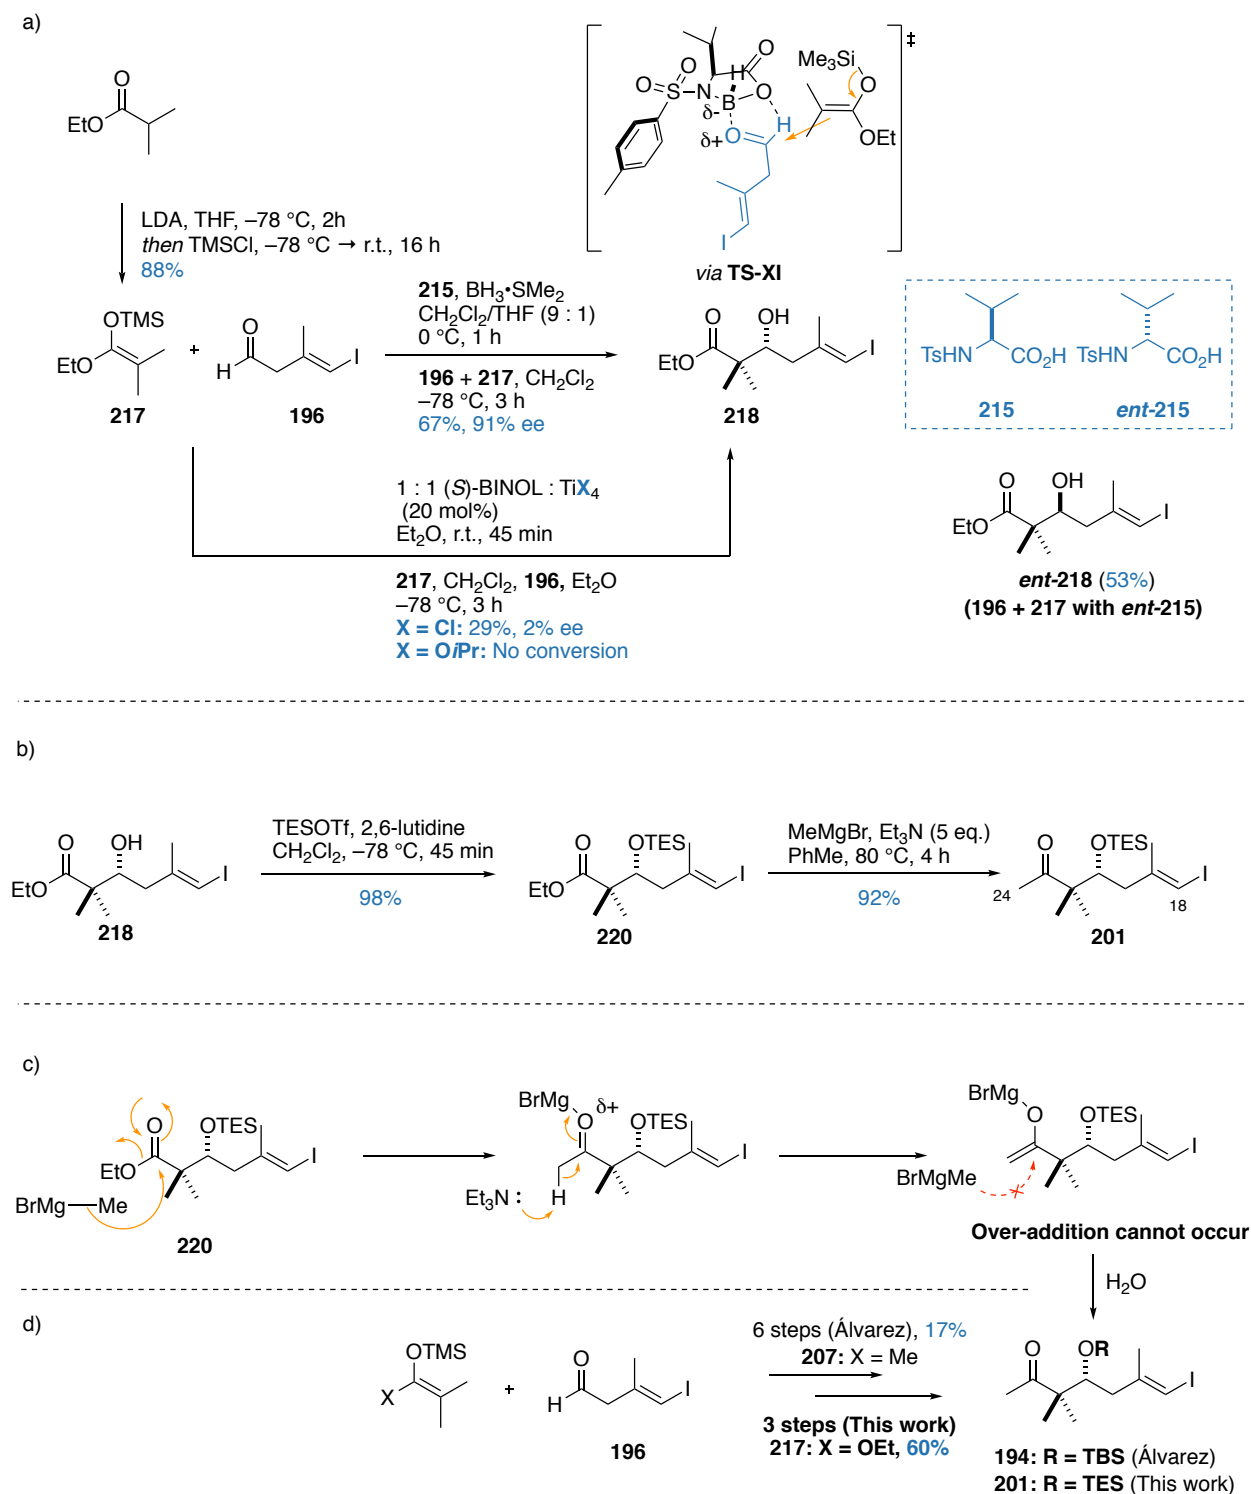 a)
O
EtO
LDA, THF, –78 °C, 2h
then TMSCl, –78 °C → r.t., 16 h
88%
OTMS
EtO
217
+
O
H
I
196
215, BH3•SMe2
CH2Cl2/THF (9 : 1)
0 °C, 1 h
196 + 217, CH2Cl2
–78 °C, 3 h
67%, 91% ee
O
O
O
S
N
H
B
O
δ-
δ+
O
H
I
Me3Si
O
OEt
‡
via TS-XI
O
OH
EtO
I
218
TsHN
CO2H
215
TsHN
CO2H
ent-215
1 : 1 (S)-BINOL : TiX4
(20 mol%)
Et2O, r.t., 45 min
217, CH2Cl2, 196, Et2O
–78 °C, 3 h
X = Cl: 29%, 2% ee
X = OiPr: No conversion
O
OH
EtO
I
ent-218 (53%)
(196 + 217 with ent-215)
b)
O
OH
EtO
I
218
TESOTf, 2,6-lutidine
CH2Cl2, –78 °C, 45 min
98%
O
OTES
EtO
I
220
MeMgBr, Et3N (5 eq.)
PhMe, 80 °C, 4 h
92%
O
OTES
I
24
18
201
c)
O
OTES
EtO
I
BrMg
Me
220
BrMg
O
δ+
OTES
I
H
Et3N :
BrMg
O
OTES
I
BrMgMe
Over-addition cannot occur
H2O
d)
OTMS
X
+
O
H
I
196
6 steps (Álvarez), 17%
207: X = Me
3 steps (This work)
217: X = OEt, 60%
O
OR
I
194: R = TBS (Álvarez)
201: R = TES (This work)